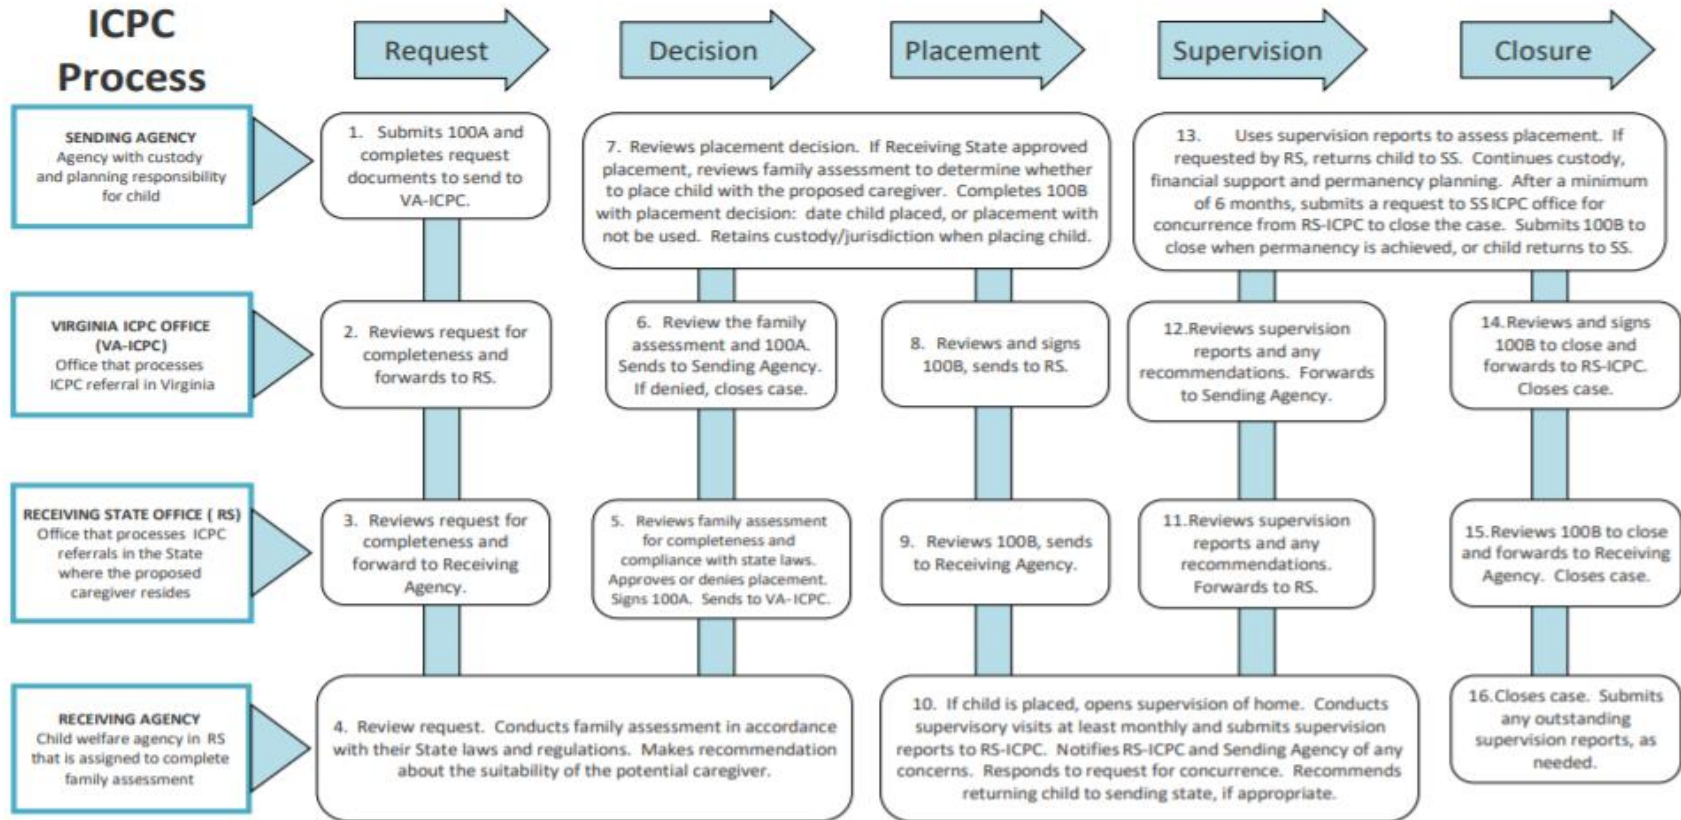 ICPC
Process
Request
Decision
Placement
Supervision
Closure
SENDING AGENCY
Agency with custody
and planning responsibility
for child
1. Submits 100A and
completes request
documents to send to
VA-ICPC.
7. Reviews placement decision. If Receiving State approved
placement, reviews family assessment to determine whether
to place child with the proposed caregiver. Completes 100B
with placement decision: date child placed, or placement with
not be used. Retains custody/jurisdiction when placing child.
13. Uses supervision reports to assess placement. If
requested by RS, returns child to SS. Continues custody,
financial support and permanency planning. After a minimum
of 6 months, submits a request to SS ICPC office for
concurrence from RS-ICPC to close the case. Submits 100B to
close when permanency is achieved, or child returns to SS.
VIRGINIA ICPC OFFICE
(VA-ICPC)
Office that processes
ICPC referral in Virginia
2. Reviews request for
completeness and
forwards to RS.
6. Review the family
assessment and 100A.
Sends to Sending Agency.
If denied, closes case.
8. Reviews and signs
100B, sends to RS.
12.Reviews supervision
reports and any
recommendations. Forwards
to Sending Agency.
14.Reviews and signs
100B to close and
forwards to RS-ICPC.
Closes case.
RECEIVING STATE OFFICE ( RS)
Office that processes ICPC
referrals in the State
where the proposed
caregiver resides
3. Reviews request for
completeness and
forward to Receiving
Agency.
5. Reviews family assessment
for completeness and
compliance with state laws.
Approves or denies placement.
Signs 100A. Sends to VA-ICPC.
9. Reviews 100B, sends
to Receiving Agency.
11.Reviews supervision
reports and any
recommendations.
Forwards to RS.
15.Reviews 100B to close
and forwards to Receiving
Agency. Closes case.
RECEIVING AGENCY
Child welfare agency in RS
that is assigned to complete
family assessment
4. Review request. Conducts family assessment in accordance
with their State laws and regulations. Makes recommendation
about the suitability of the potential caregiver.
10. If child is placed, opens supervision of home. Conducts
supervisory visits at least monthly and submits supervision
reports to RS-ICPC. Notifies RS-ICPC and Sending Agency of any
concerns. Responds to request for concurrence. Recommends
returning child to sending state, if appropriate.
16.Closes case. Submits
any outstanding
supervision reports, as
needed.